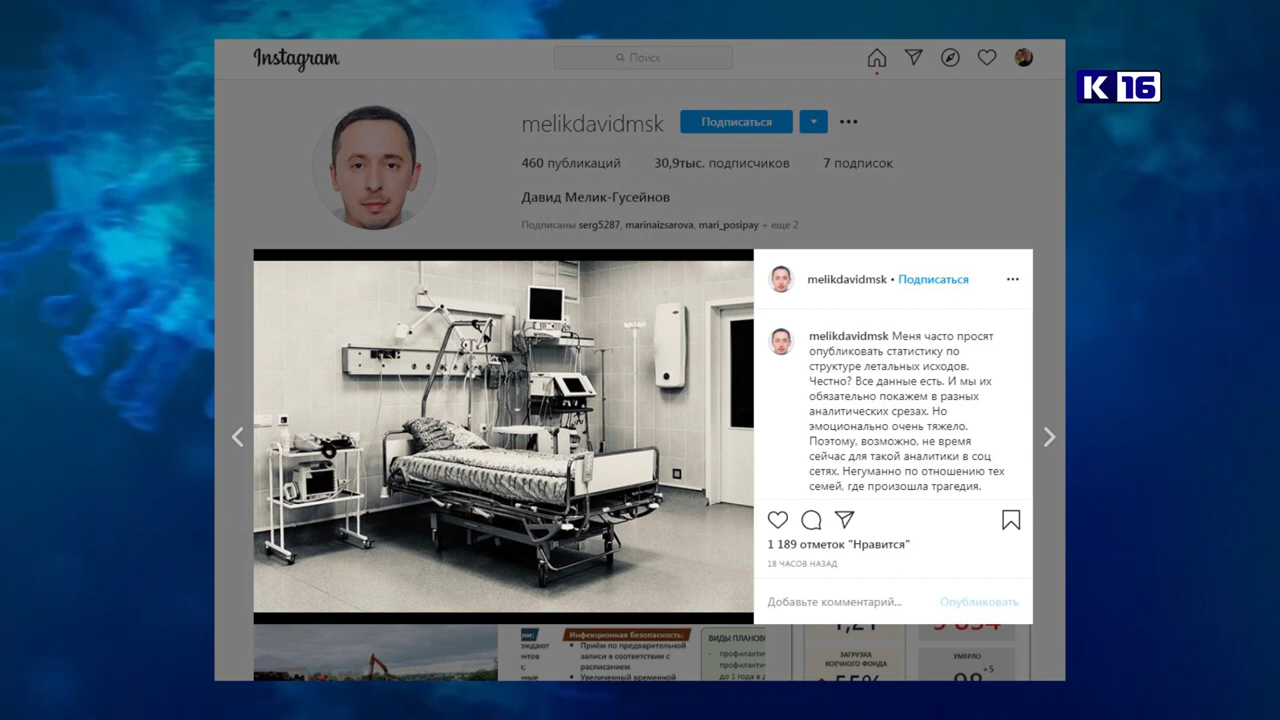 Instagram
Поиск
К 16
melikdavidmsk Подписаться
460 публикаций 30,9тыс. подписчиков 7 подписок
Давид Мелик-Гусейнов
Подписаны serg5287, marinaizsarova, mari_posipay + еще 2
melikdavidmsk • Подписаться
melikdavidmsk Меня часто просят
опубликовать статистику по
структуре летальных исходов.
Честно? Все данные есть. И мы их
обязательно покажем в разных
аналитических срезах. Но
эмоционально очень тяжело.
Поэтому, возможно, не время
сейчас для такой аналитики в соц
сетях. Негуманно по отношению тех
семей, где произошла трагедия.
1 189 отметок "Нравится"
18 ЧАСОВ НАЗАД
Добавьте комментарий... Опубликовать
Инфекционная безопасность:
Приём по предварительной
записи в соответствии с
расписанием
Увеличенный временной
ВИДЫ ПЛАНОВ
- профилакти
профилакти
до 1 года в д
ЗАГРУЗКА
КОЕЧНОГО ФОНДА
55%
УМЕРЛО
+5
98